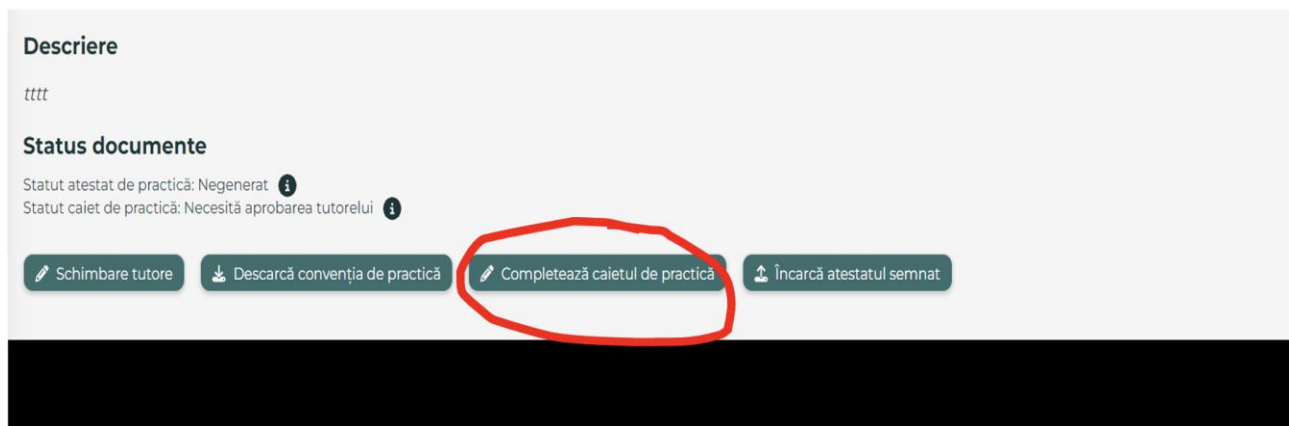 Descriere
tttt
Status documente
Statut atestat de practică: Negenerat
Statut caiet de practică: Necesită aprobarea tutorelui
Schimbare tutore
Descarcă convenția de practică
Completează caietul de practică
Încarcă atestatul semnat